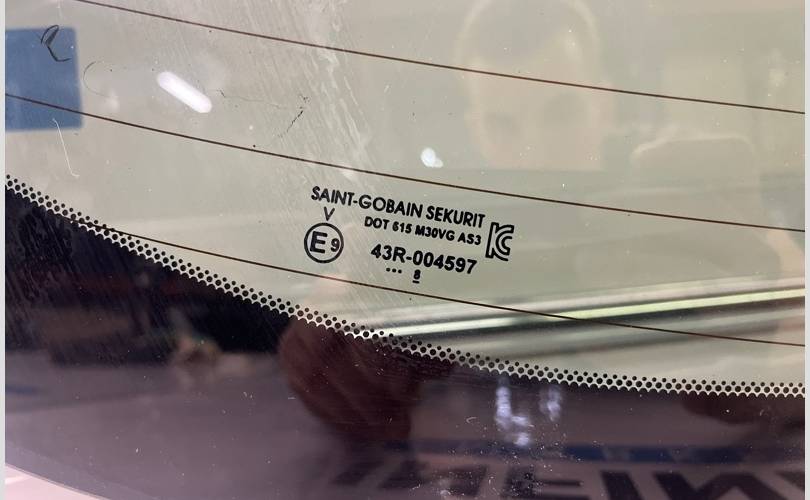 SAINT-GOBAIN SEKURIT
V
DOT 615 M30VG AS3
E9
43R-004597
... 8